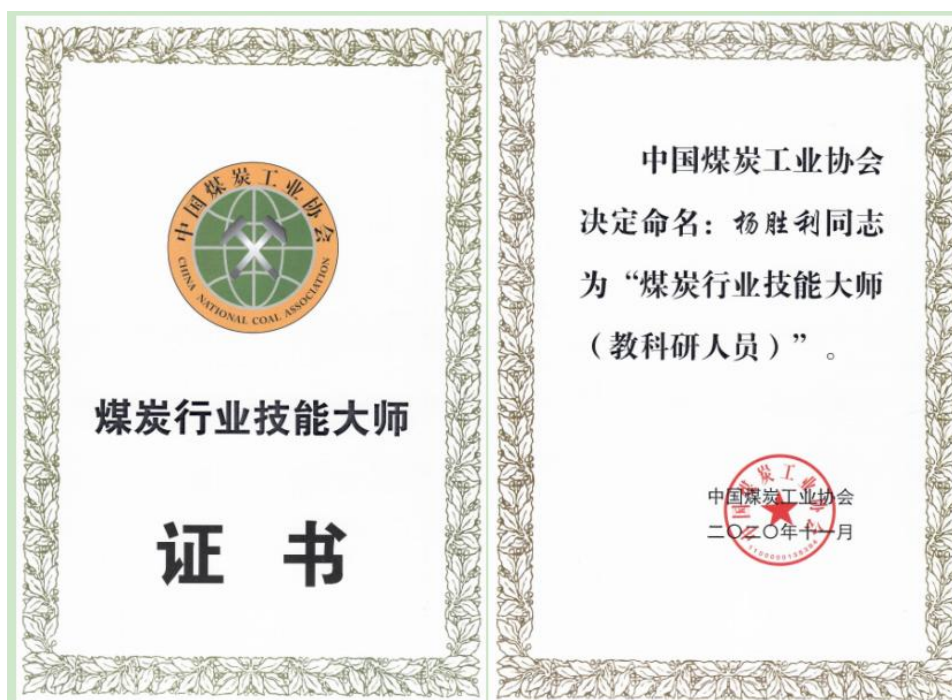 中国煤炭工业协会
CHINA NATIONAL COAL ASSOCIATION
煤炭行业技能大师
证 书
中国煤炭工业协会
决定命名：杨胜利同志
为“煤炭行业技能大师
（教科研人员）”。
中国煤炭工业协会
二〇二〇年十一月
中国煤炭工业协会